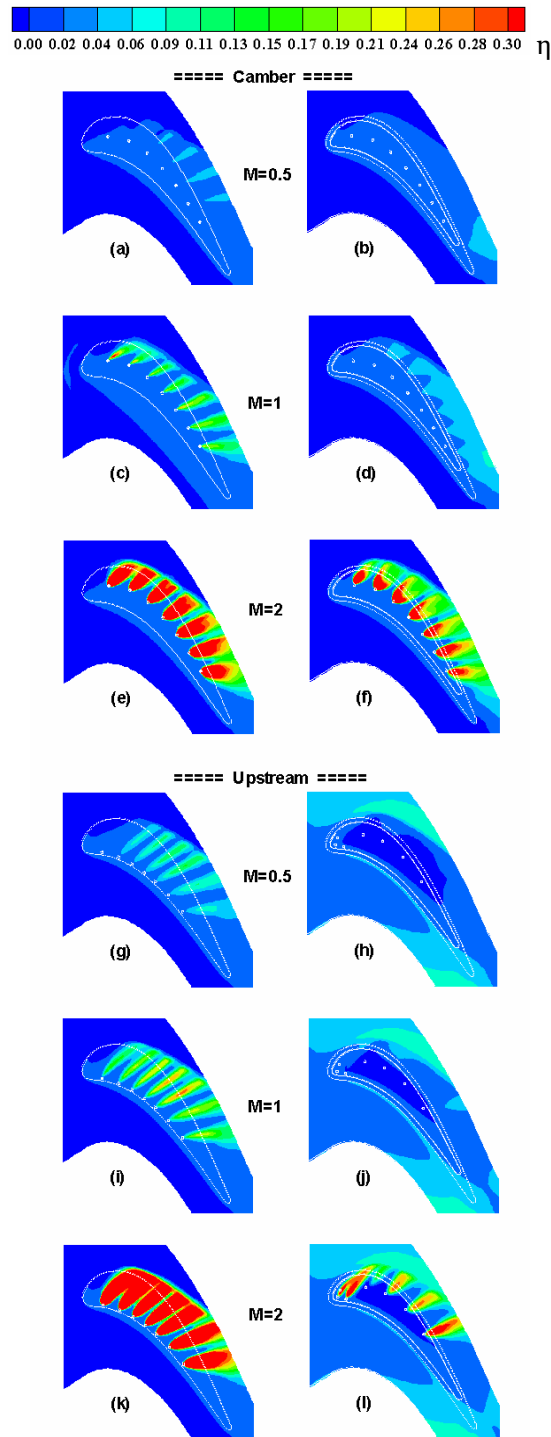 0.00 0.02 0.04 0.06 0.09 0.11 0.13 0.15 0.17 0.19 0.21 0.24 0.26 0.28 0.30 η
===== Camber =====
M=0.5
(a) (b)
M=1
(c) (d)
M=2
(e) (f)
===== Upstream =====
M=0.5
(g) (h)
M=1
(i) (j)
M=2
(k) (l)